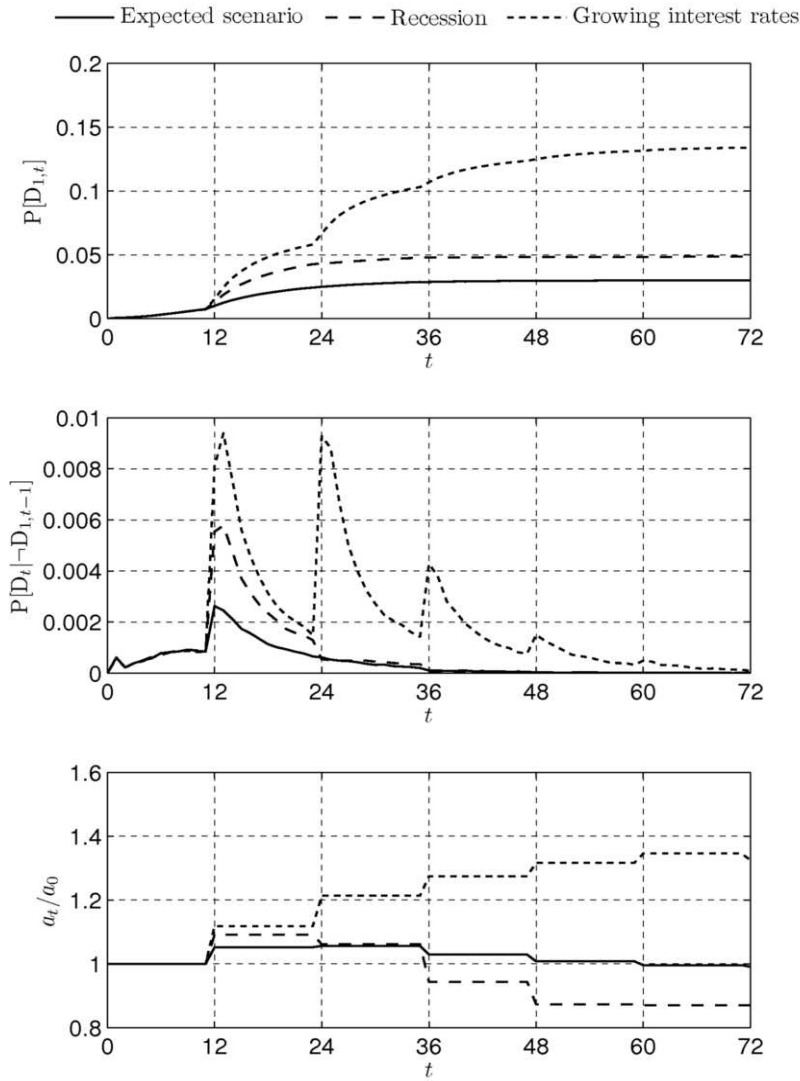 Expected scenario Recession Growing interest rates
0.2
0.15
0.1
0.05
0
P[D1,t]
0 12 24 36 48 60 72
t
0.01
0.008
0.006
0.004
0.002
0
P[Dt|¬D1,t−1]
0 12 24 36 48 60 72
t
1.6
1.4
1.2
1
0.8
at/a0
0 12 24 36 48 60 72
t